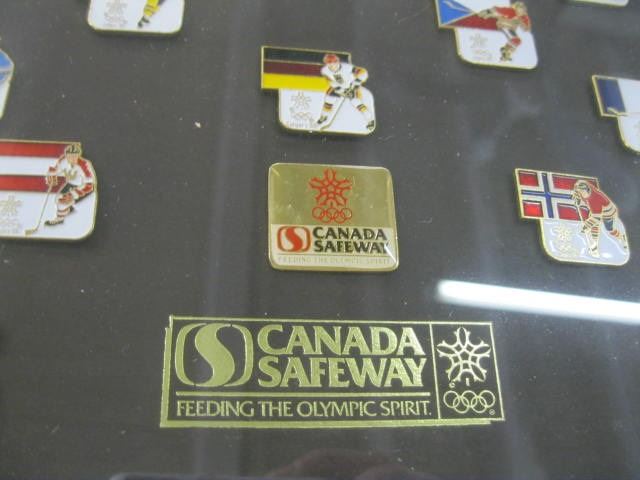 CANADA
SAFEWAY
FEEDING THE OLYMPIC SPIRIT
CANADA
SAFEWAY
FEEDING THE OLYMPIC SPIRIT.